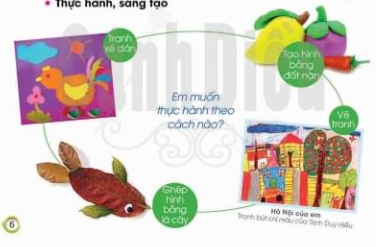 • Thực hành, sáng tạo
Tranh
xé dán
Tạo hình
bằng
đất nặn
Em muốn
thực hành theo
cách nào?
Vẽ
tranh
Ghép
hình
bằng
lá cây
Hà Nội của em
Tranh bút chì màu của Trịnh Duy Hiếu
6
Cánh Diều